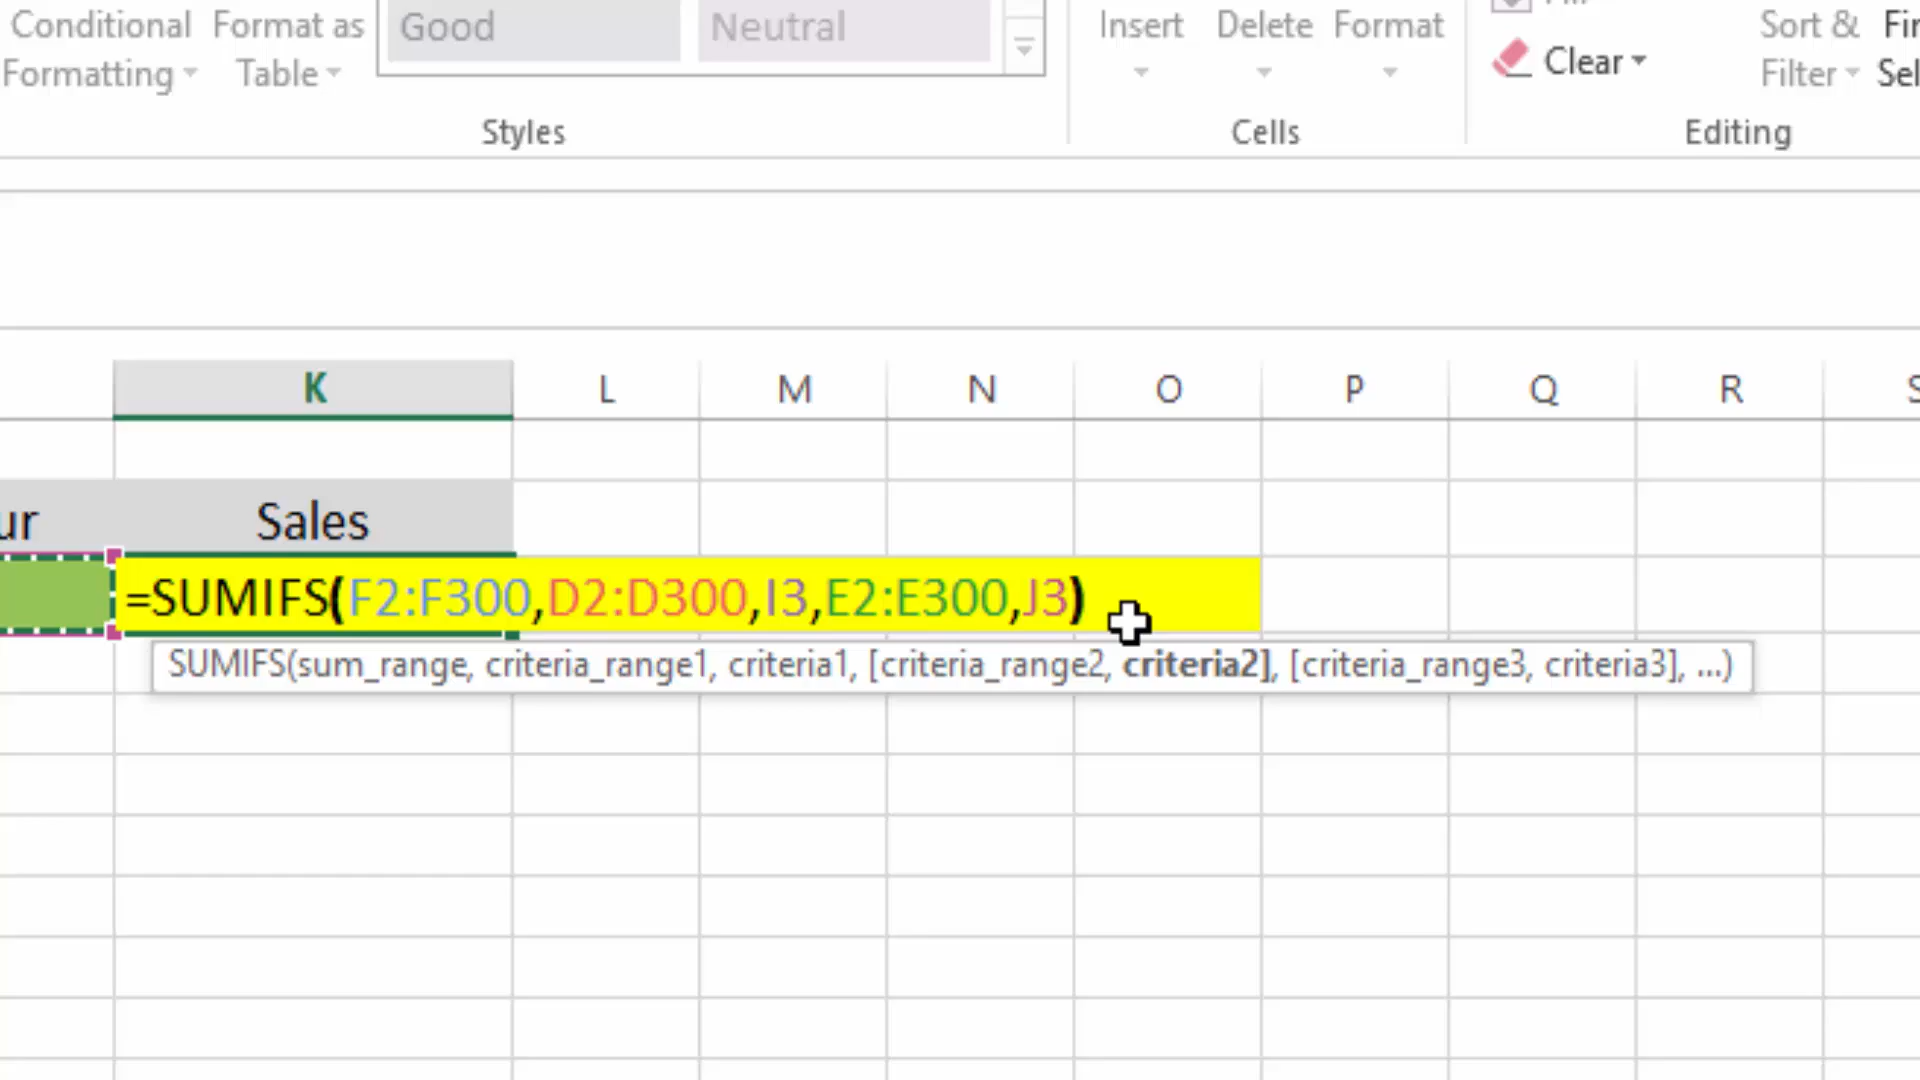 Conditional Format as Good Neutral Insert Delete Format Sort &
Formatting Table Clear Filter
Styles Cells Editing
K L M N O P Q R
ur Sales
=SUMIFS(F2:F300,D2:D300,I3,E2:E300,J3)
SUMIFS(sum_range, criteria_range1, criteria1, [criteria_range2, criteria2], [criteria_range3, criteria3], ...)